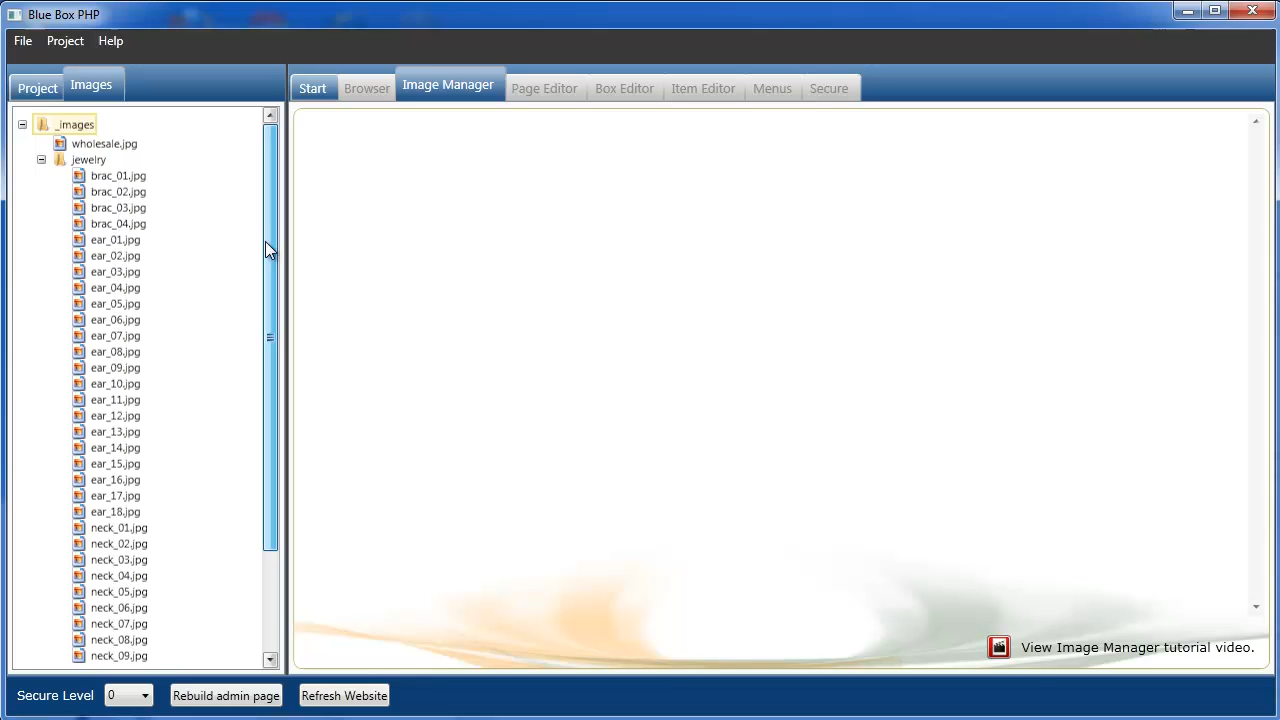 Blue Box PHP
File Project Help
Project Images
Start Browser Image Manager Page Editor Box Editor Item Editor Menus Secure
_images
wholesale.jpg
jewelry
brac_01.jpg
brac_02.jpg
brac_03.jpg
brac_04.jpg
ear_01.jpg
ear_02.jpg
ear_03.jpg
ear_04.jpg
ear_05.jpg
ear_06.jpg
ear_07.jpg
ear_08.jpg
ear_09.jpg
ear_10.jpg
ear_11.jpg
ear_12.jpg
ear_13.jpg
ear_14.jpg
ear_15.jpg
ear_16.jpg
ear_17.jpg
ear_18.jpg
neck_01.jpg
neck_02.jpg
neck_03.jpg
neck_04.jpg
neck_05.jpg
neck_06.jpg
neck_07.jpg
neck_08.jpg
neck_09.jpg
View Image Manager tutorial video.
Secure Level 0 Rebuild admin page Refresh Website